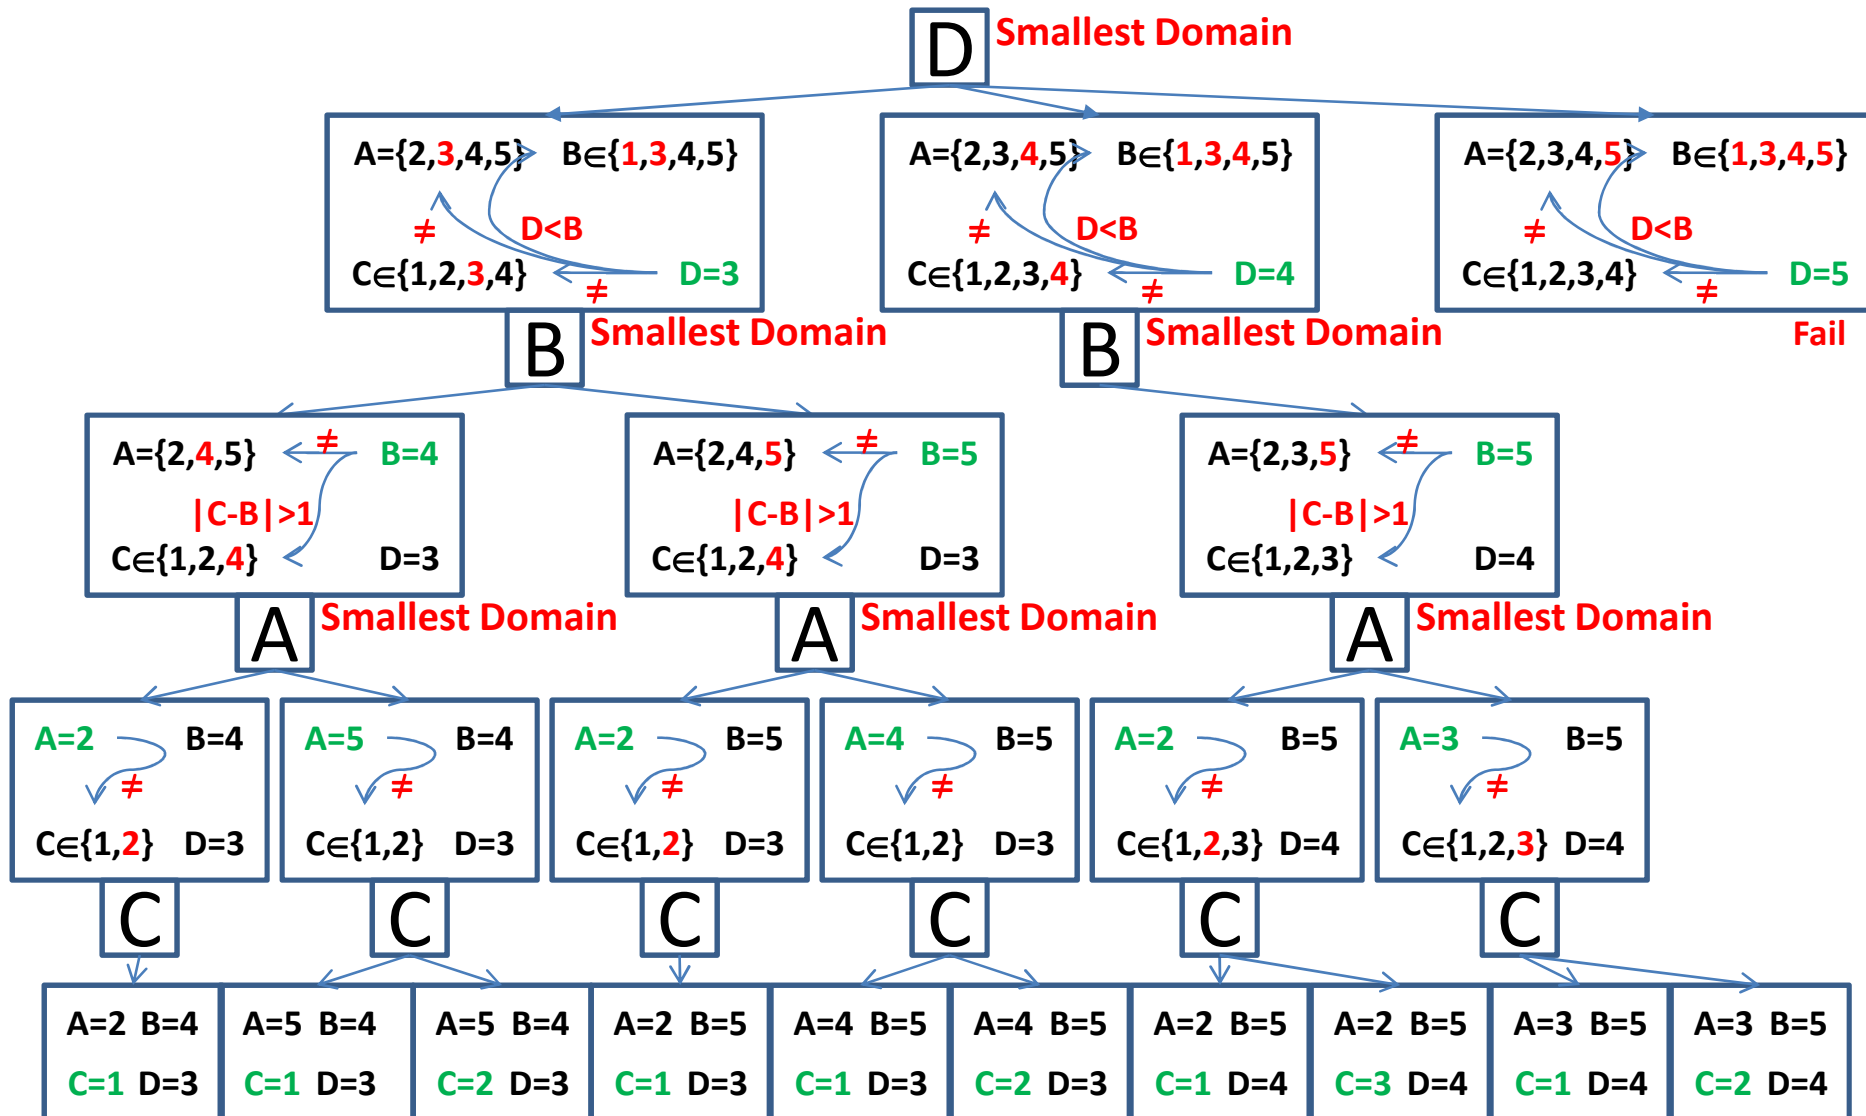 D Smallest Domain
A={2,3,4,5} B∈{1,3,4,5}
≠ D<B
C∈{1,2,3,4} ≠ D=3
A={2,3,4,5} B∈{1,3,4,5}
≠ D<B
C∈{1,2,3,4} ≠ D=4
A={2,3,4,5} B∈{1,3,4,5}
≠ D<B
C∈{1,2,3,4} ≠ D=5
B Smallest Domain
B Smallest Domain
Fail
A={2,4,5} ≠ B=4
|C-B|>1
C∈{1,2,4} D=3
A={2,4,5} ≠ B=5
|C-B|>1
C∈{1,2,4} D=3
A={2,3,5} ≠ B=5
|C-B|>1
C∈{1,2,3} D=4
A Smallest Domain
A Smallest Domain
A Smallest Domain
A=2 B=4
≠
C∈{1,2} D=3
A=5 B=4
≠
C∈{1,2} D=3
A=2 B=5
≠
C∈{1,2} D=3
A=4 B=5
≠
C∈{1,2} D=3
A=2 B=5
≠
C∈{1,2,3} D=4
A=3 B=5
≠
C∈{1,2,3} D=4
C
C
C
C
C
C
A=2 B=4
C=1 D=3
A=5 B=4
C=1 D=3
A=5 B=4
C=2 D=3
A=2 B=5
C=1 D=3
A=4 B=5
C=1 D=3
A=4 B=5
C=2 D=3
A=2 B=5
C=1 D=4
A=2 B=5
C=3 D=4
A=3 B=5
C=1 D=4
A=3 B=5
C=2 D=4